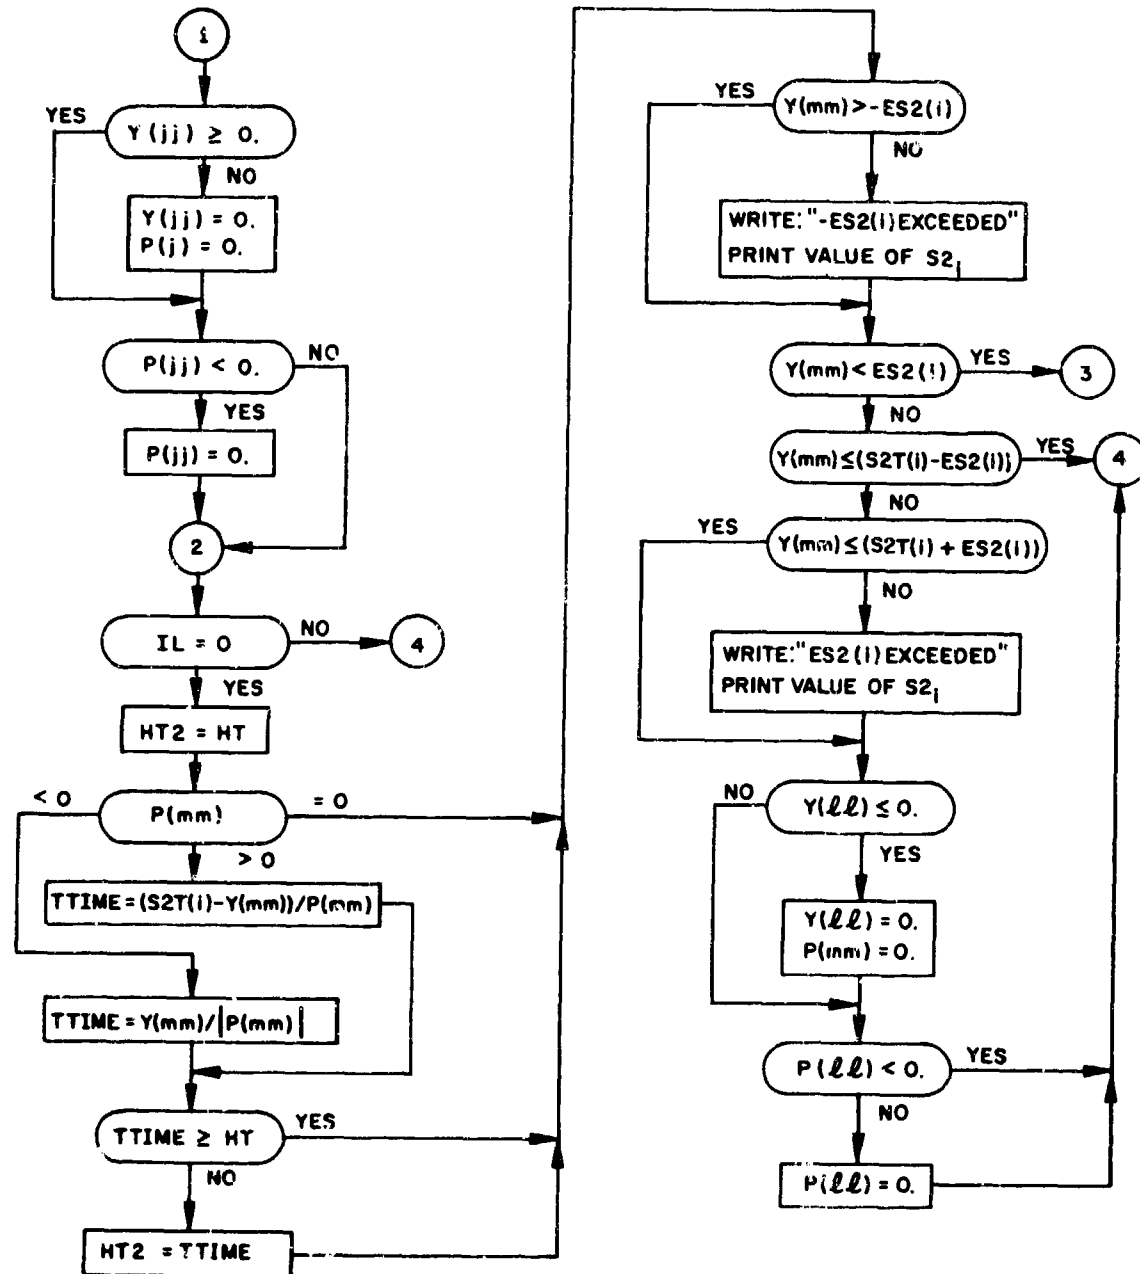 1
Y(jj) ≥ 0.
YES
NO
Y(jj) = 0.
P(j) = 0.
P(jj) < 0.
NO
YES
P(jj) = 0.
2
IL = 0
NO
4
YES
HT2 = HT
< 0
P(mm)
= 0
> 0
TTIME = (S2T(i)-Y(mm))/P(mm)
TTIME = Y(mm)/|P(mm)|
TTIME ≥ HT
YES
NO
HT2 = TTIME
YES
Y(mm) > -ES2(i)
NO
WRITE: "-ES2(i) EXCEEDED"
PRINT VALUE OF S2i
Y(mm) < ES2(i)
YES
3
NO
Y(mm) ≤ (S2T(i)-ES2(i))
YES
4
NO
YES
Y(mm) ≤ (S2T(i) + ES2(i))
NO
WRITE: "ES2(i) EXCEEDED"
PRINT VALUE OF S2i
NO
Y(ℓℓ) ≤ 0.
YES
Y(ℓℓ) = 0.
P(mm) = 0.
P(ℓℓ) < 0.
YES
NO
P(ℓℓ) = 0.